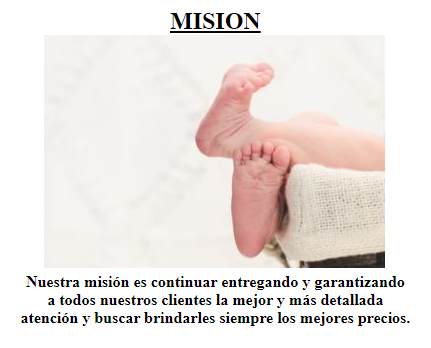 MISION
Nuestra misión es continuar entregando y garantizando
a todos nuestros clientes la mejor y más detallada
atención y buscar brindarles siempre los mejores precios.